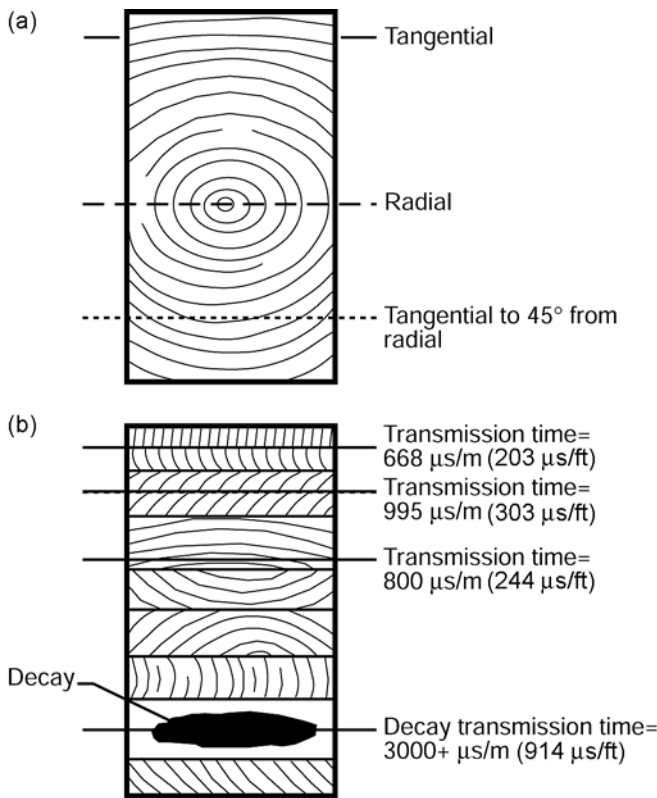 (a)
Tangential
Radial
Tangential to 45° from
radial
(b)
Transmission time=
668 μs/m (203 μs/ft)
Transmission time=
995 μs/m (303 μs/ft)
Transmission time=
800 μs/m (244 μs/ft)
Decay
Decay transmission time=
3000+ μs/m (914 μs/ft)